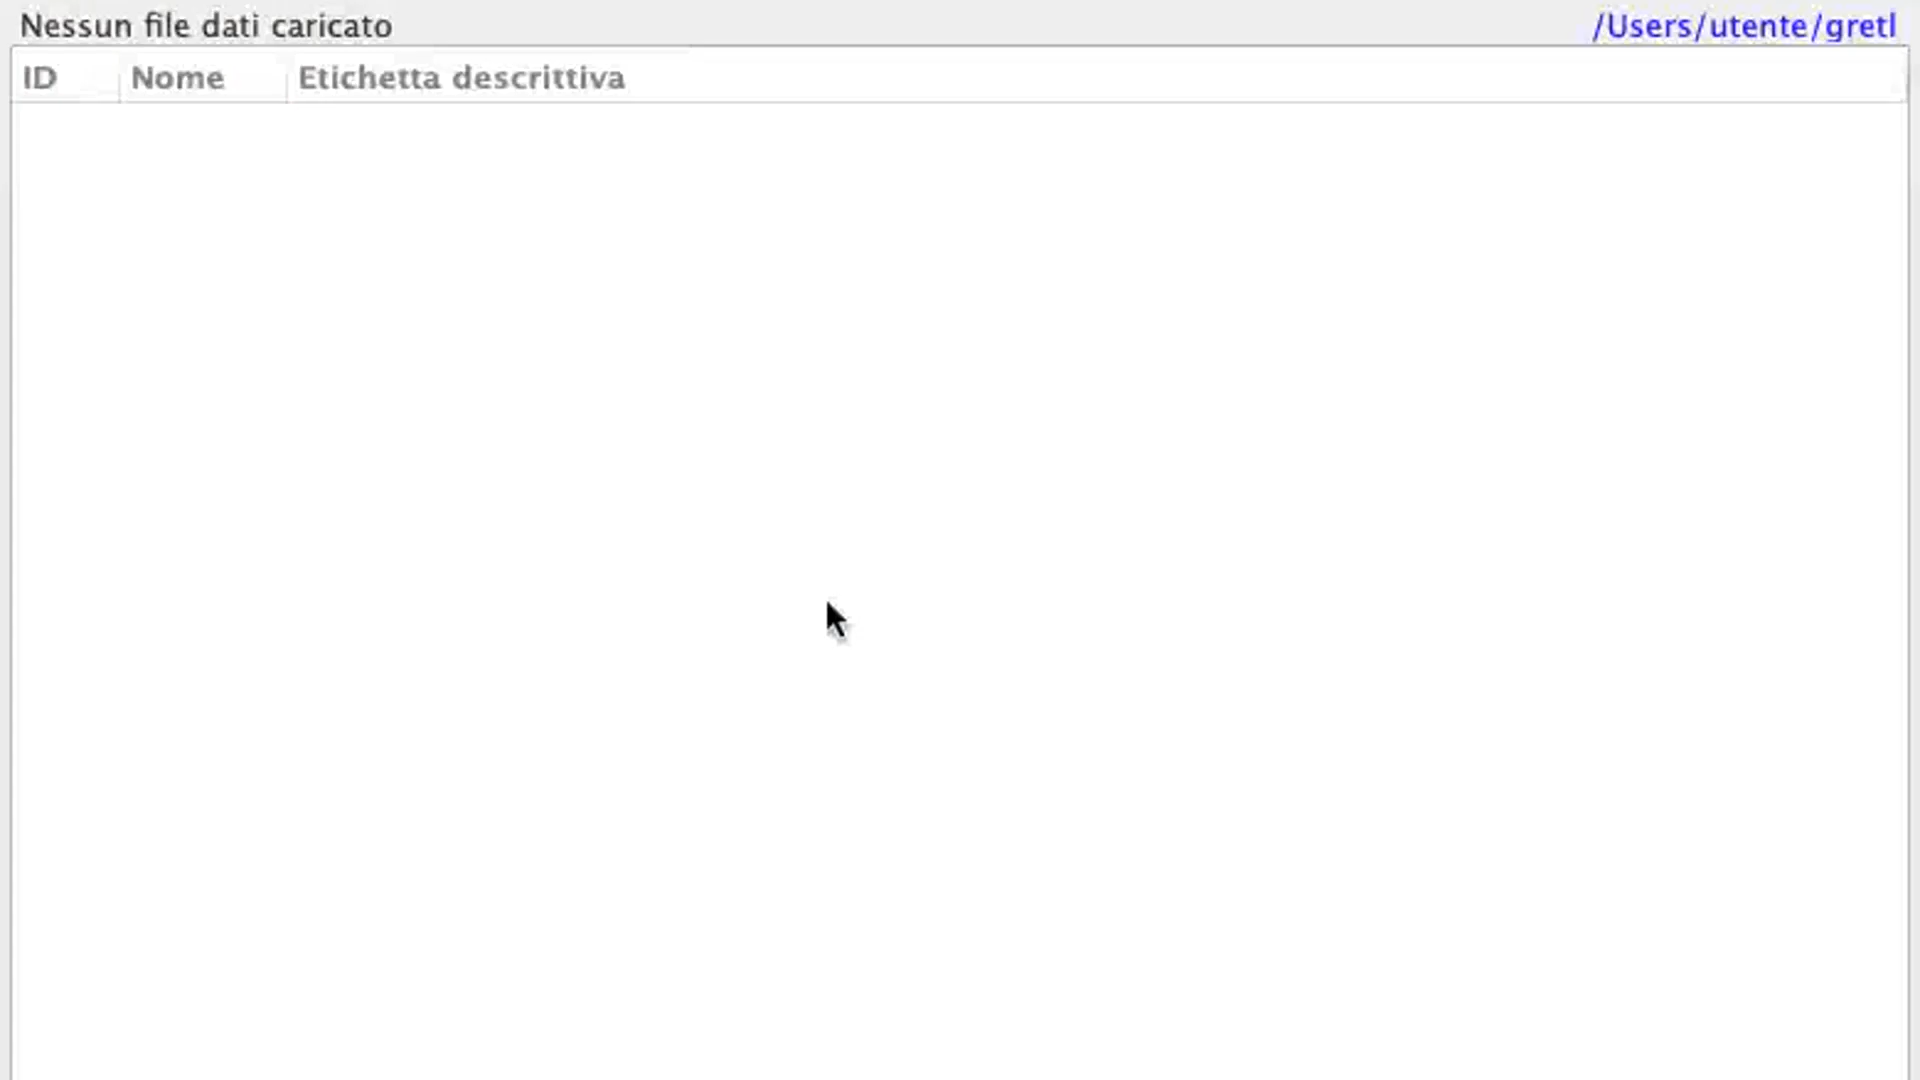 Nessun file dati caricato /Users/utente/gretl
ID Nome Etichetta descrittiva